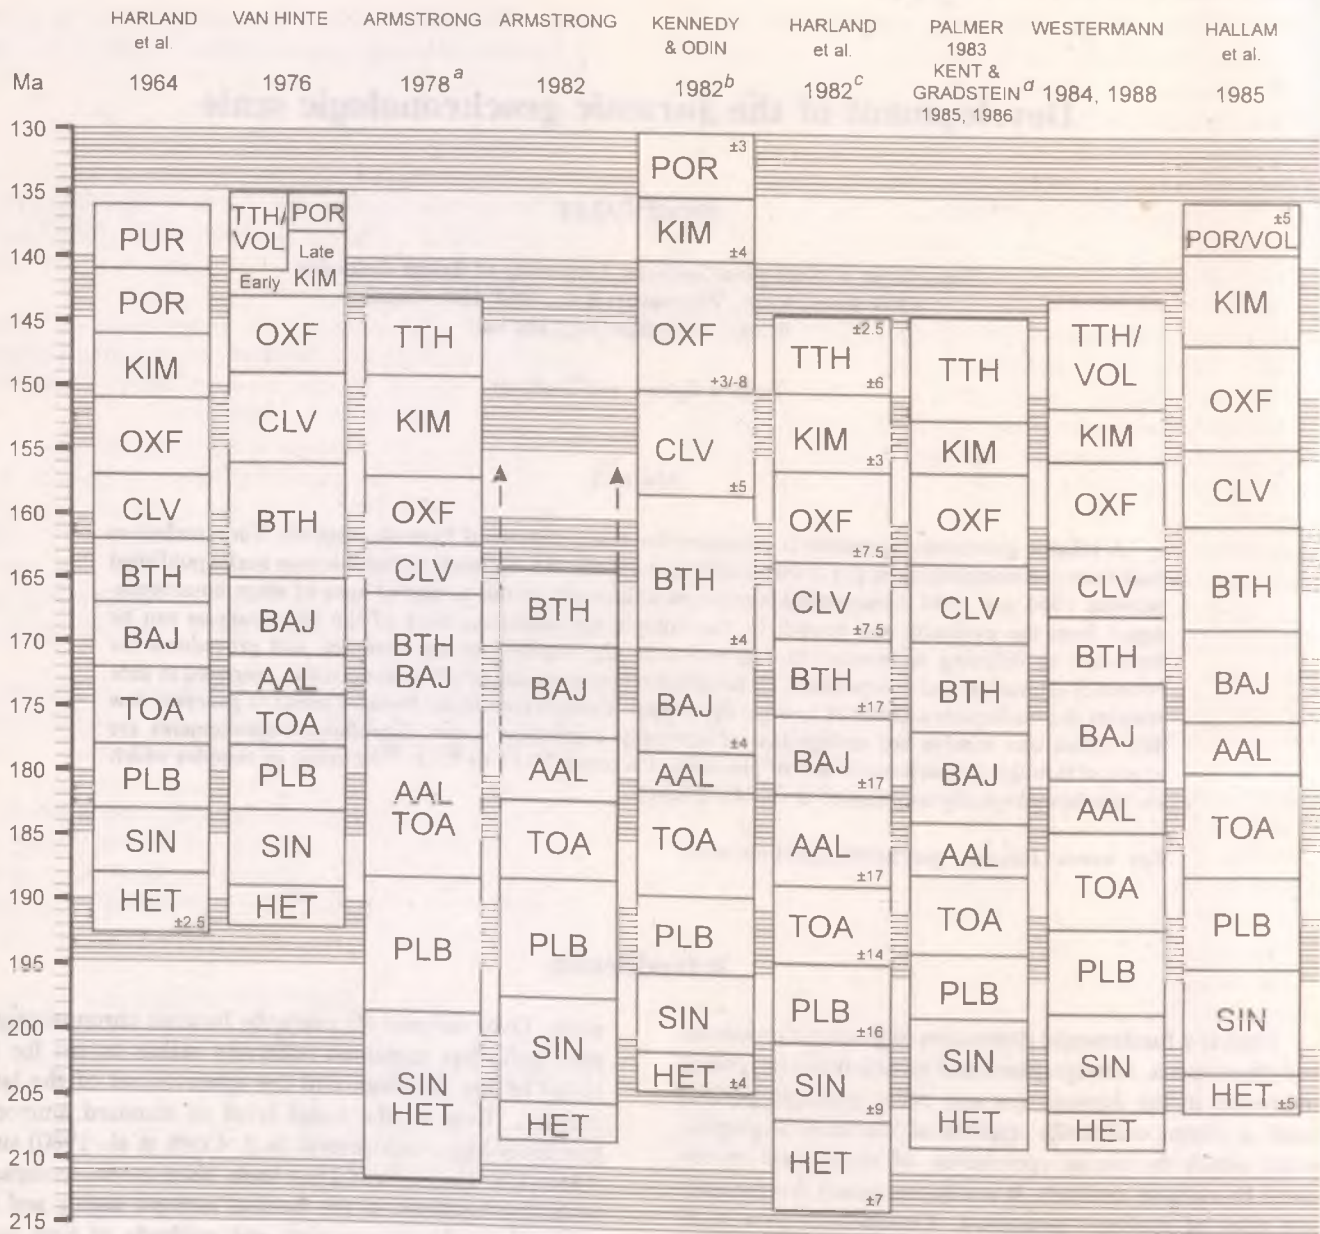 HARLAND et al. 1964
VAN HINTE 1976
ARMSTRONG 1978 a
ARMSTRONG 1982
KENNEDY & ODIN 1982 b
HARLAND et al. 1982 c
PALMER 1983 KENT & GRADSTEIN d 1985, 1986
WESTERMANN 1984, 1988
HALLAM et al. 1985
Ma
130
135
140
145
150
155
160
165
170
175
180
185
190
195
200
205
210
215
PUR
POR
KIM
OXF
CLV
BTH
BAJ
TOA
PLB
SIN
HET ±2.5
TTH/ VOL
POR
Late
Early
KIM
OXF
CLV
BTH
BAJ
AAL
TOA
PLB
SIN
HET
TTH
KIM
OXF
CLV
BTH
BAJ
AAL
TOA
PLB
SIN
HET
BTH
BAJ
AAL
TOA
PLB
SIN
HET
POR ±3
KIM ±4
OXF +3/-8
CLV ±5
BTH ±4
BAJ ±4
AAL
TOA
PLB
SIN
HET ±4
±2.5
TTH ±6
KIM ±3
OXF ±7.5
CLV ±7.5
BTH ±17
BAJ ±17
AAL ±17
TOA ±14
PLB ±16
SIN ±9
HET ±7
TTH
KIM
OXF
CLV
BTH
BAJ
AAL
TOA
PLB
SIN
HET
TTH/
VOL
KIM
OXF
CLV
BTH
BAJ
AAL
TOA
PLB
SIN
HET
±5
POR/VOL
KIM
OXF
CLV
BTH
BAJ
AAL
TOA
PLB
SIN
HET ±5